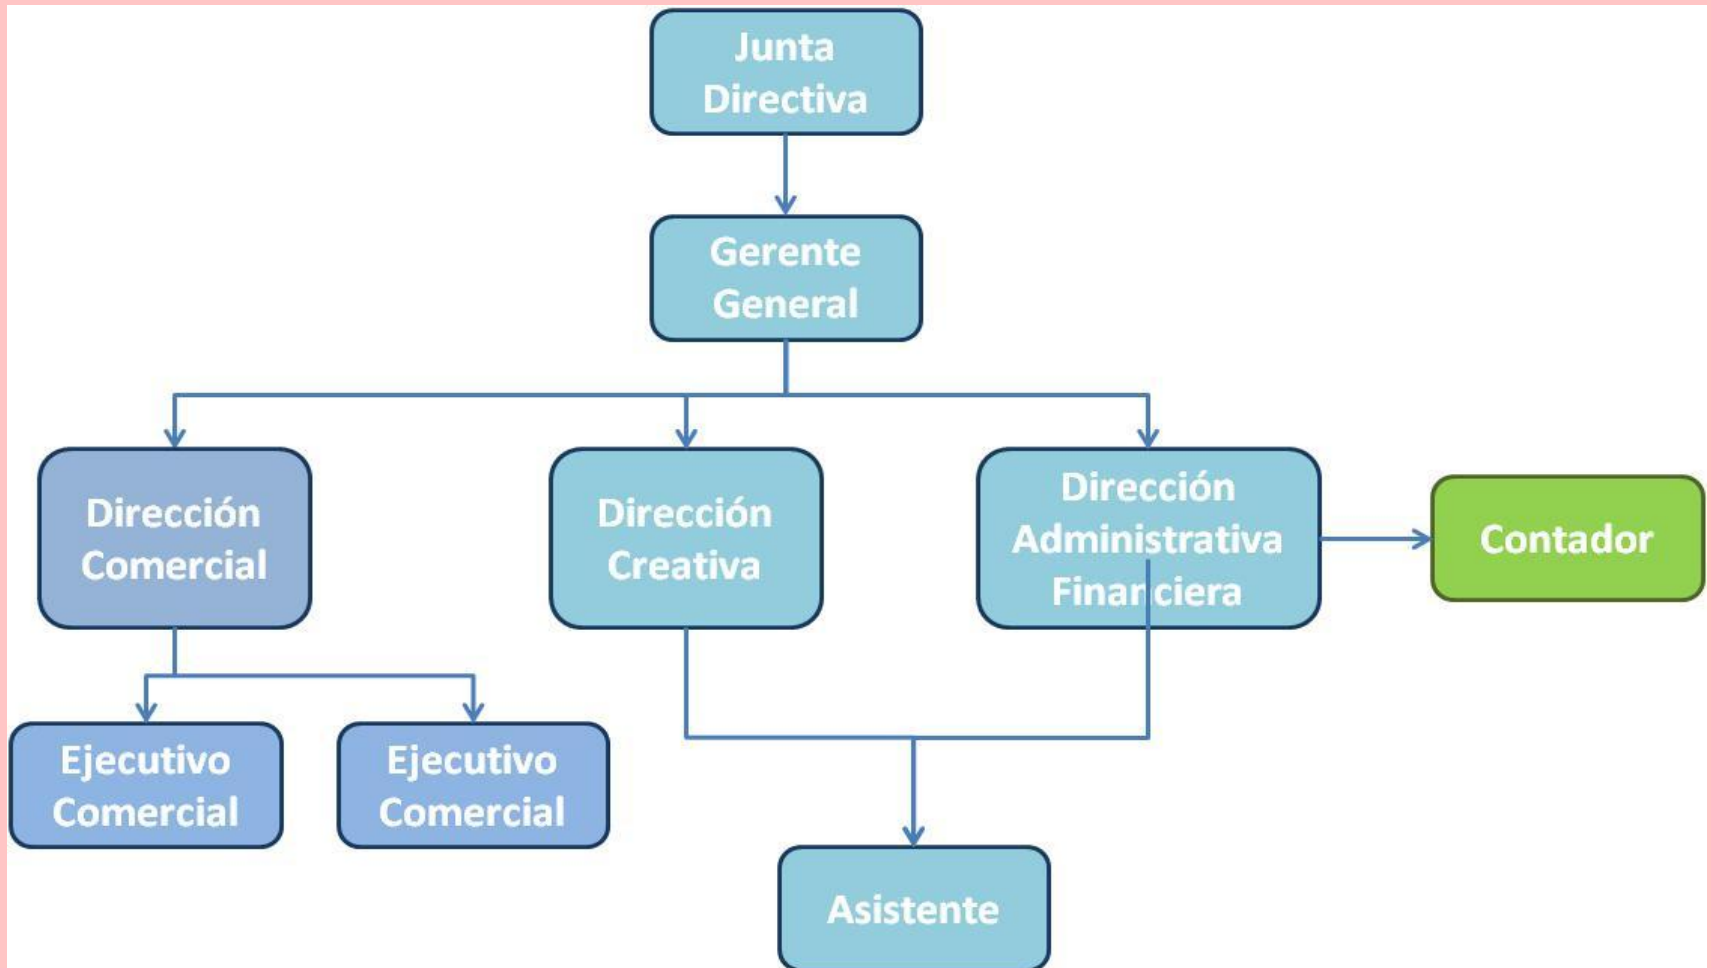 Junta
Directiva
Gerente
General
Dirección
Comercial
Dirección
Creativa
Dirección
Administrativa
Financiera
Contador
Ejecutivo
Comercial
Ejecutivo
Comercial
Asistente